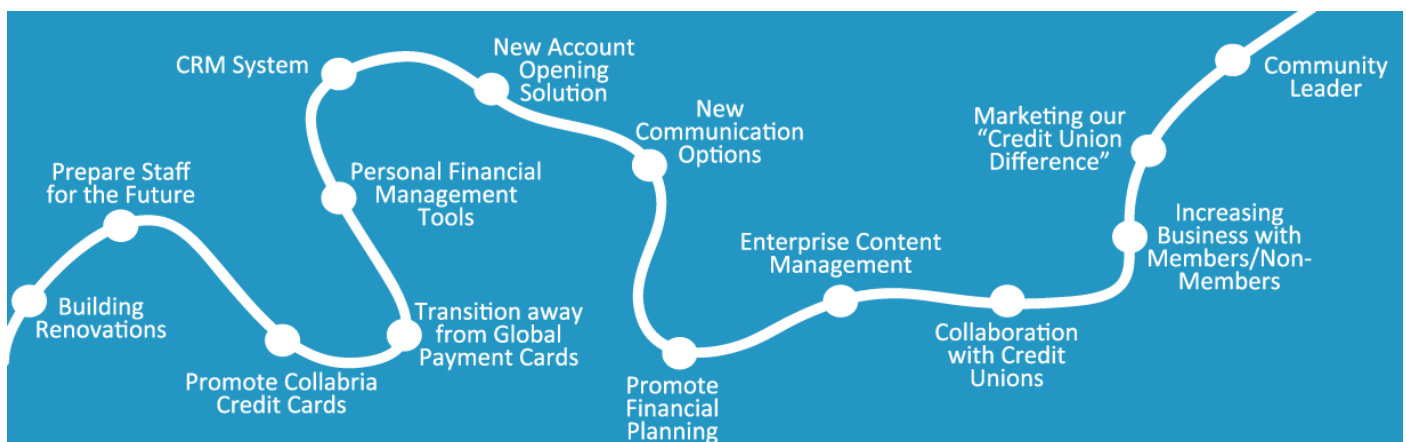 Building
Renovations
Prepare Staff
for the Future
Promote Collabria
Credit Cards
Transition away
from Global
Payment Cards
Personal Financial
Management
Tools
CRM System
New Account
Opening
Solution
New
Communication
Options
Promote
Financial
Planning
Enterprise Content
Management
Collaboration
with Credit
Unions
Increasing
Business with
Members/Non-
Members
Marketing our
“Credit Union
Difference”
Community
Leader